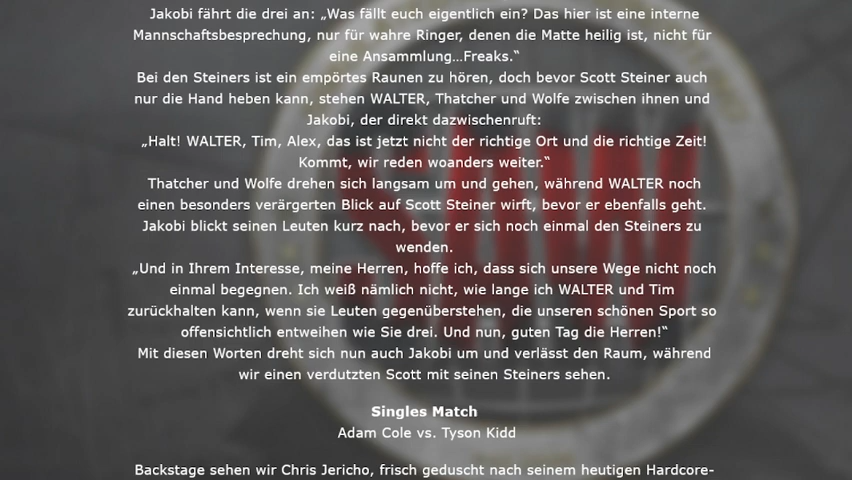 Jakobi fährt die drei an: „Was fällt euch eigentlich ein? Das hier ist eine interne
Mannschaftsbesprechung, nur für wahre Ringer, denen die Matte heilig ist, nicht für
eine Ansammlung…Freaks.“
Bei den Steiners ist ein empörtes Raunen zu hören, doch bevor Scott Steiner auch
nur die Hand heben kann, stehen WALTER, Thatcher und Wolfe zwischen ihnen und
Jakobi, der direkt dazwischenruft:
„Halt! WALTER, Tim, Alex, das ist jetzt nicht der richtige Ort und die richtige Zeit!
Kommt, wir reden woanders weiter.“
Thatcher und Wolfe drehen sich langsam um und gehen, während WALTER noch
einen besonders verärgerten Blick auf Scott Steiner wirft, bevor er ebenfalls geht.
Jakobi blickt seinen Leuten kurz nach, bevor er sich noch einmal den Steiners zu
wenden.
„Und in Ihrem Interesse, meine Herren, hoffe ich, dass sich unsere Wege nicht noch
einmal begegnen. Ich weiß nämlich nicht, wie lange ich WALTER und Tim
zurückhalten kann, wenn sie Leuten gegenüberstehen, die unseren schönen Sport so
offensichtlich entweihen wie Sie drei. Und nun, guten Tag die Herren!“
Mit diesen Worten dreht sich nun auch Jakobi um und verlässt den Raum, während
wir einen verdutzten Scott mit seinen Steiners sehen.
Singles Match
Adam Cole vs. Tyson Kidd
Backstage sehen wir Chris Jericho, frisch geduscht nach seinem heutigen Hardcore-